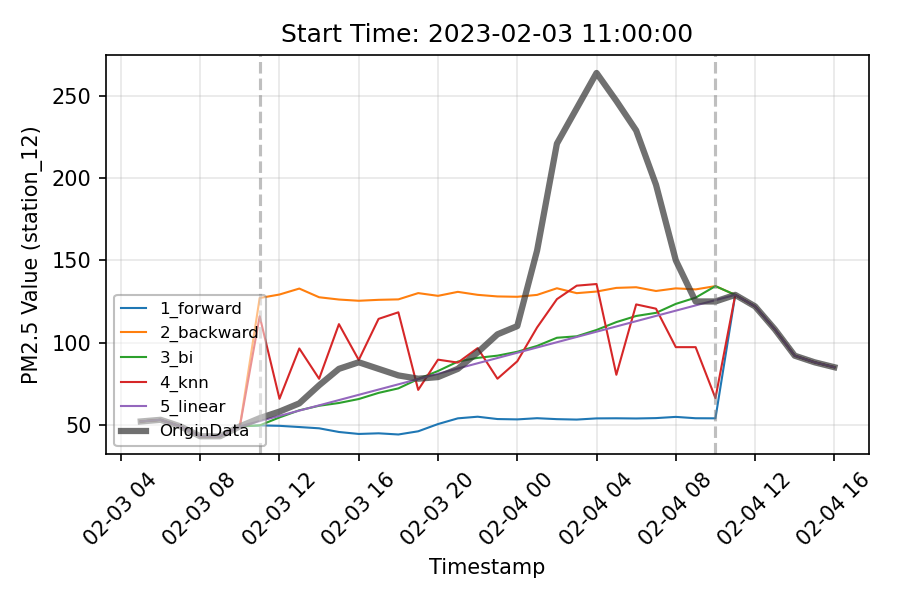 Start Time: 2023-02-03 11:00:00
PM2.5 Value (station_12)
250
200
150
100
50
1_forward
2_backward
3_bi
4_knn
5_linear
OriginData
02-03 04
02-03 08
02-03 12
02-03 16
02-03 20
02-04 00
02-04 04
02-04 08
02-04 12
02-04 16
Timestamp